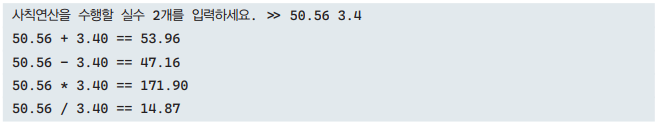 사칙연산을 수행할 실수 2개를 입력하세요. >> 50.56 3.4
50.56 + 3.40 == 53.96
50.56 - 3.40 == 47.16
50.56 * 3.40 == 171.90
50.56 / 3.40 == 14.87